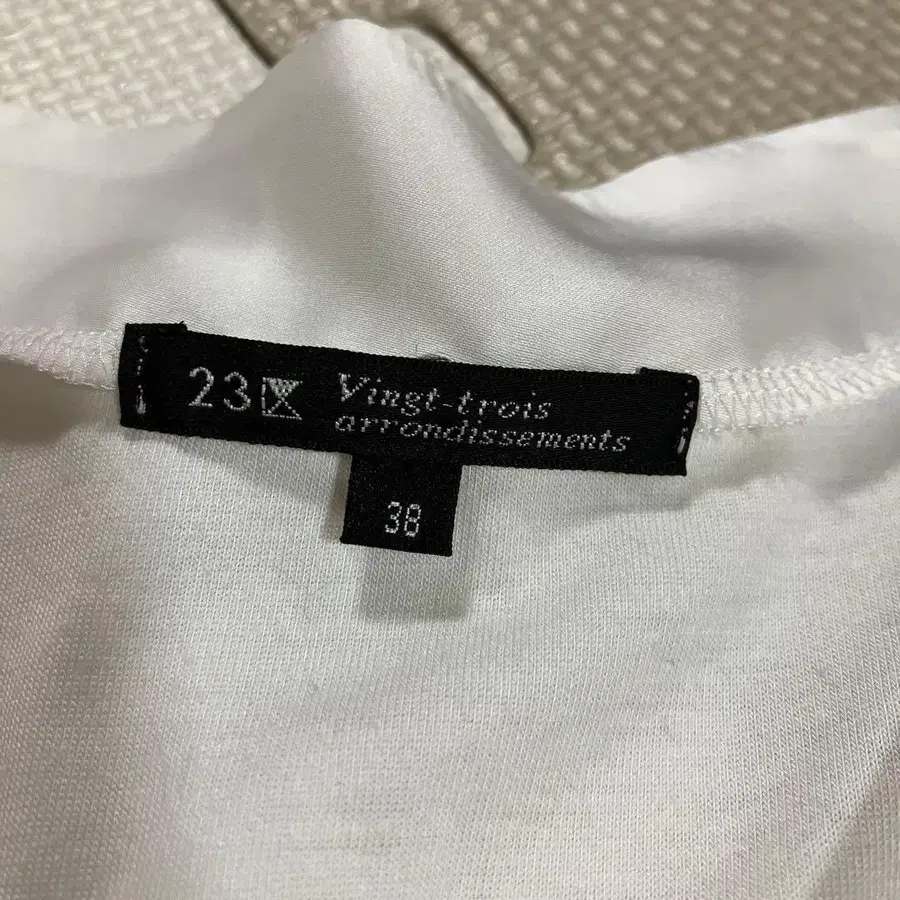 23区 Vingt-trois
arrondissements
38